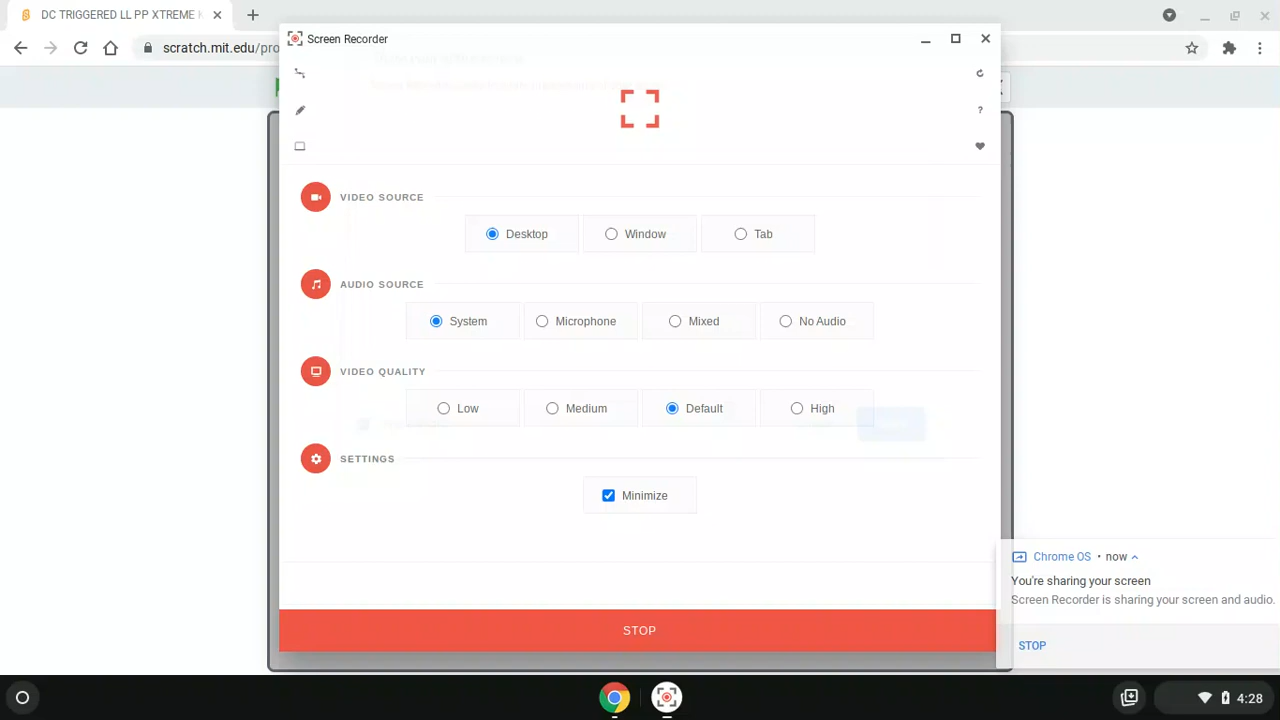 DC TRIGGERED LL PP XTREME
scratch.mit.edu/pro
Screen Recorder
?
VIDEO SOURCE
Desktop
Window
Tab
AUDIO SOURCE
System
Microphone
Mixed
No Audio
VIDEO QUALITY
Low
Medium
Default
High
SETTINGS
Minimize
STOP
Chrome OS • now
You're sharing your screen
Screen Recorder is sharing your screen and audio.
STOP
4:28